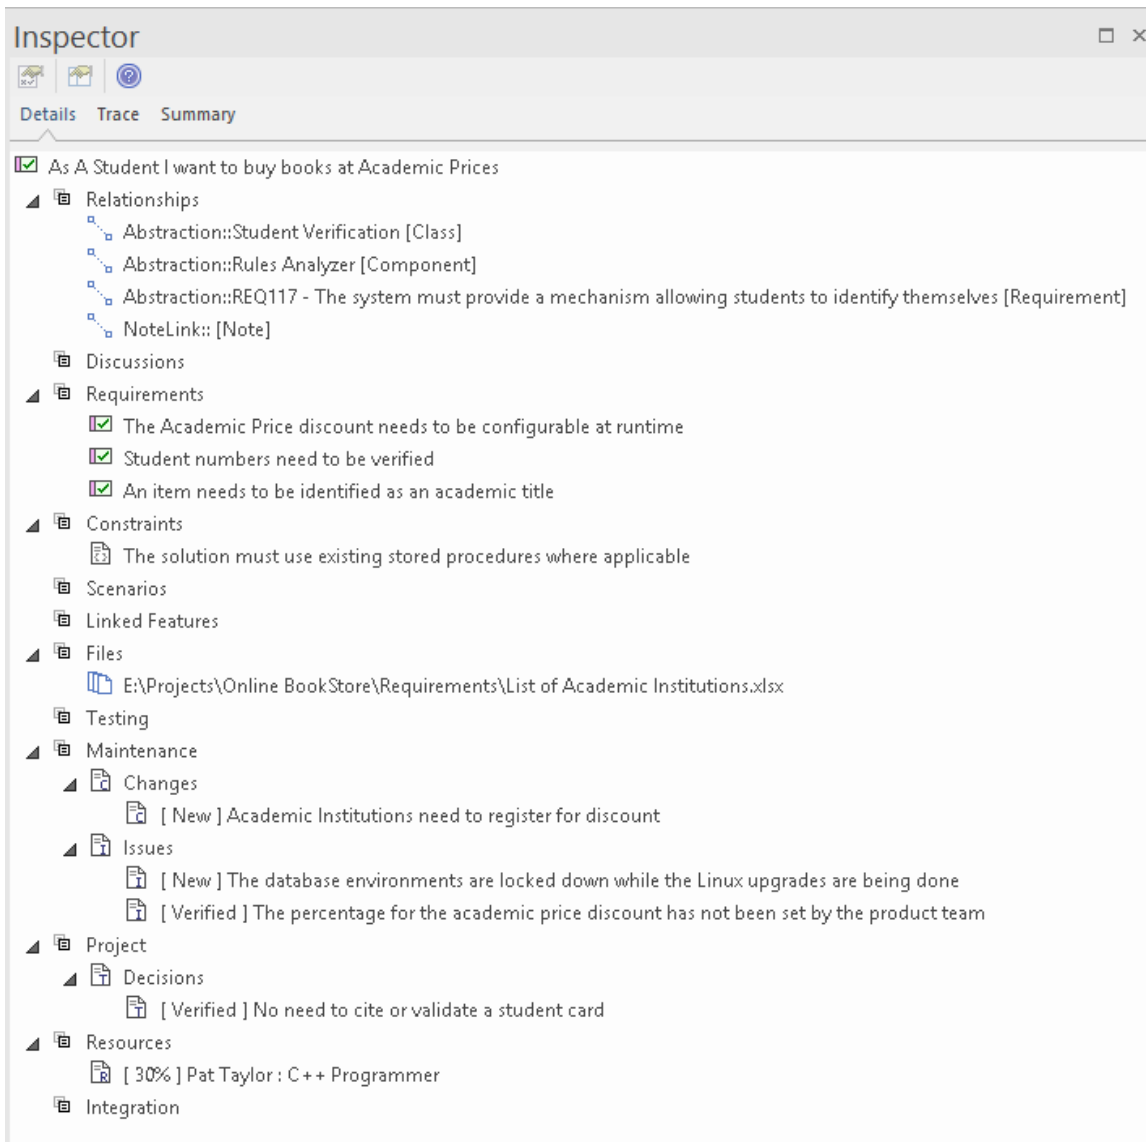 Inspector
Details Trace Summary
As A Student I want to buy books at Academic Prices
Relationships
Abstraction::Student Verification [Class]
Abstraction::Rules Analyzer [Component]
Abstraction::REQ117 - The system must provide a mechanism allowing students to identify themselves [Requirement]
NoteLink:: [Note]
Discussions
Requirements
The Academic Price discount needs to be configurable at runtime
Student numbers need to be verified
An item needs to be identified as an academic title
Constraints
The solution must use existing stored procedures where applicable
Scenarios
Linked Features
Files
E:\Projects\Online BookStore\Requirements\List of Academic Institutions.xlsx
Testing
Maintenance
Changes
[ New ] Academic Institutions need to register for discount
Issues
[ New ] The database environments are locked down while the Linux upgrades are being done
[ Verified ] The percentage for the academic price discount has not been set by the product team
Project
Decisions
[ Verified ] No need to cite or validate a student card
Resources
[ 30% ] Pat Taylor : C++ Programmer
Integration